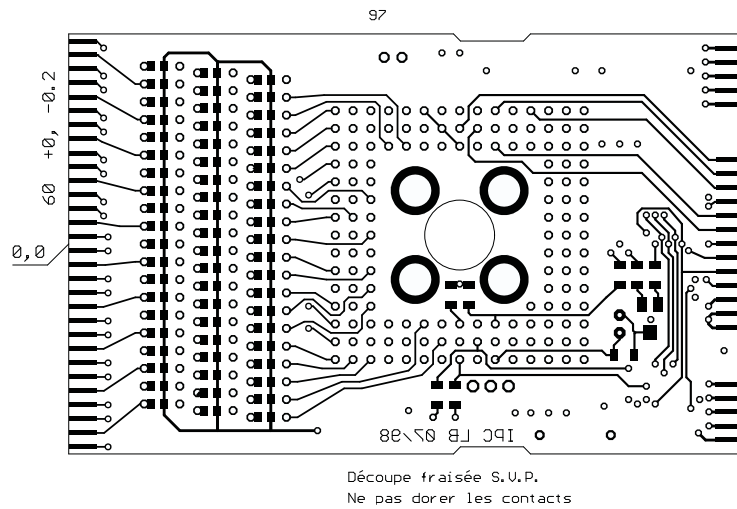 97
60 +0, -0.2
0,0
IPC LB 07/98
Découpe fraisée S.V.P.
Ne pas dorer les contacts